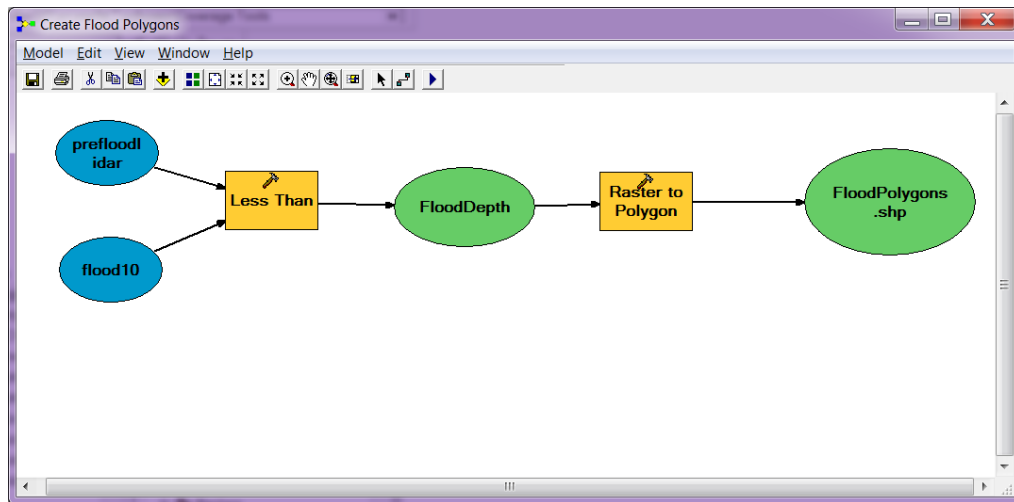 Create Flood Polygons
Model Edit View Window Help
prefloodl
idar
Less Than
FloodDepth
Raster to
Polygon
FloodPolygons
.shp
flood10